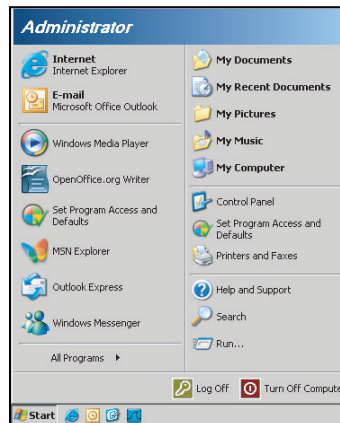 Administrator
Internet
Internet Explorer
E-mail
Microsoft Office Outlook
Windows Media Player
OpenOffice.org Writer
Set Program Access and
Defaults
MSN Explorer
Outlook Express
Windows Messenger
All Programs
My Documents
My Recent Documents
My Pictures
My Music
My Computer
Control Panel
Set Program Access and
Defaults
Printers and Faxes
Help and Support
Search
Run...
Log Off
Turn Off Compute
Start